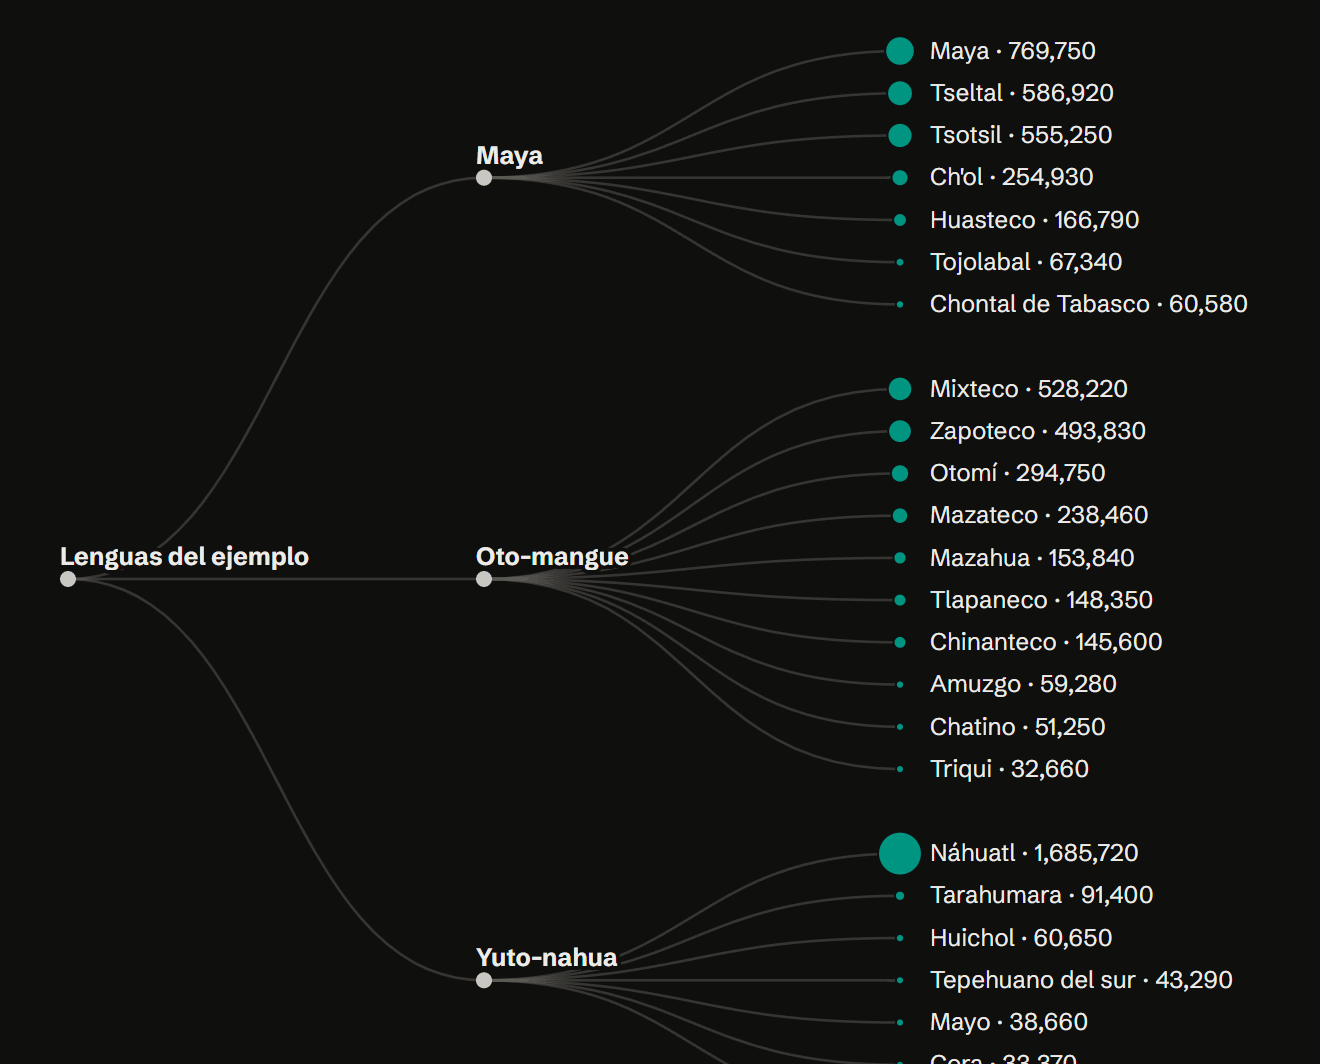 Lenguas del ejemplo
Maya
Maya · 769,750
Tseltal · 586,920
Tsotsil · 555,250
Ch'ol · 254,930
Huasteco · 166,790
Tojolabal · 67,340
Chontal de Tabasco · 60,580
Oto-mangue
Mixteco · 528,220
Zapoteco · 493,830
Otomí · 294,750
Mazateco · 238,460
Mazahua · 153,840
Tlapaneco · 148,350
Chinanteco · 145,600
Amuzgo · 59,280
Chatino · 51,250
Triqui · 32,660
Yuto-nahua
Náhuatl · 1,685,720
Tarahumara · 91,400
Huichol · 60,650
Tepehuano del sur · 43,290
Mayo · 38,660